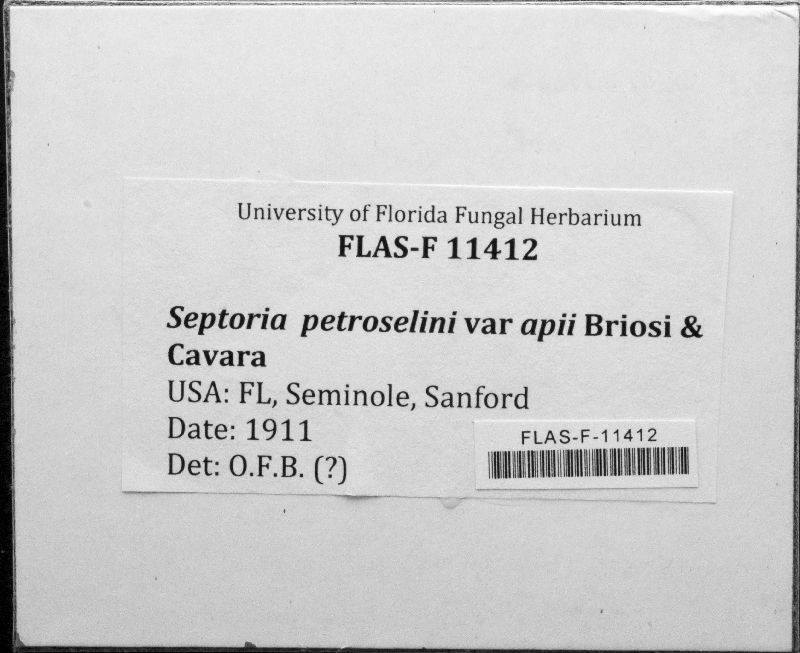 University of Florida Fungal Herbarium
FLAS-F 11412
Septoria petroselini var apii Briosi &
Cavara
USA: FL, Seminole, Sanford
Date: 1911
Det: O.F.B. (?)
FLAS-F-11412